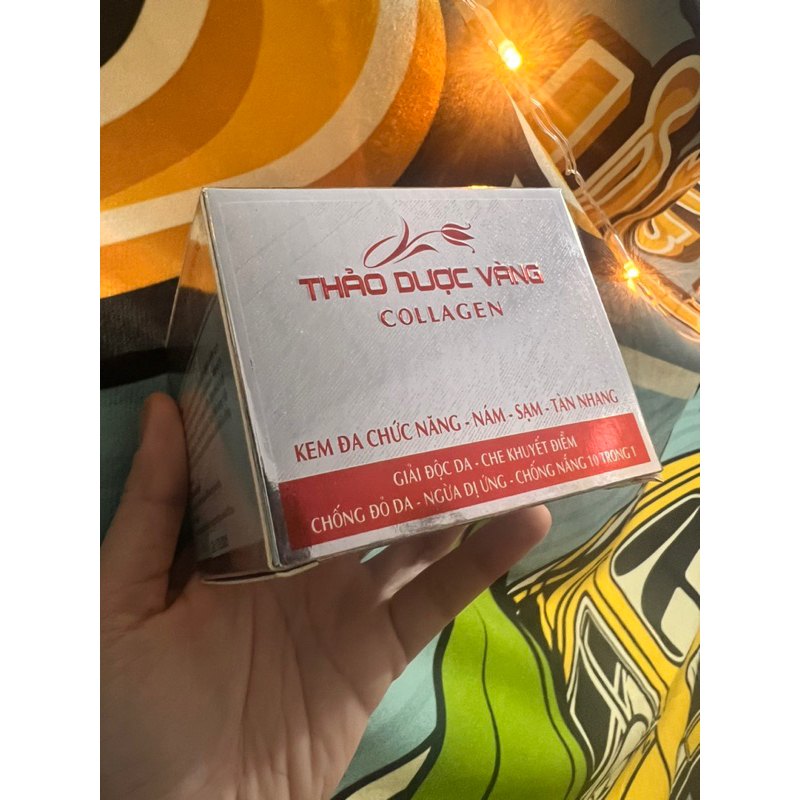 THẢO DƯỢC VÀNG
COLLAGEN
KEM ĐA CHỨC NĂNG - NÁM - SẠM - TÀN NHANG
GIẢI ĐỘC DA - CHE KHUYẾT ĐIỂM
CHỐNG ĐỎ DA - NGỪA DỊ ỨNG - CHỐNG NẮNG 10 TRONG 1